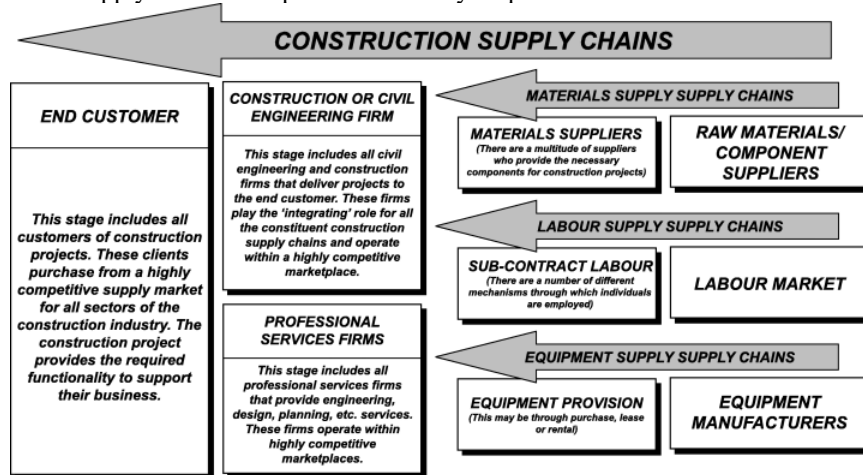 CONSTRUCTION SUPPLY CHAINS
END CUSTOMER
This stage includes all
customers of construction
projects. These clients
purchase from a highly
competitive supply market
for all sectors of the
construction industry. The
construction project
provides the required
functionality to support
their business.
CONSTRUCTION OR CIVIL
ENGINEERING FIRM
This stage includes all civil
engineering and construction
firms that deliver projects to
the end customer. These firms
play the ‘integrating’ role for all
the constituent construction
supply chains and operate
within a highly competitive
marketplace.
PROFESSIONAL
SERVICES FIRMS
This stage includes all
professional services firms
that provide engineering,
design, planning, etc. services.
These firms operate within
highly competitive
marketplaces.
MATERIALS SUPPLY SUPPLY CHAINS
MATERIALS SUPPLIERS
(There are a multitude of suppliers
who provide the necessary
components for construction projects)
RAW MATERIALS/
COMPONENT
SUPPLIERS
LABOUR SUPPLY SUPPLY CHAINS
SUB-CONTRACT LABOUR
(There are a number of different
mechanisms through which individuals
are employed)
LABOUR MARKET
EQUIPMENT SUPPLY SUPPLY CHAINS
EQUIPMENT PROVISION
(This may be through purchase, lease
or rental)
EQUIPMENT
MANUFACTURERS